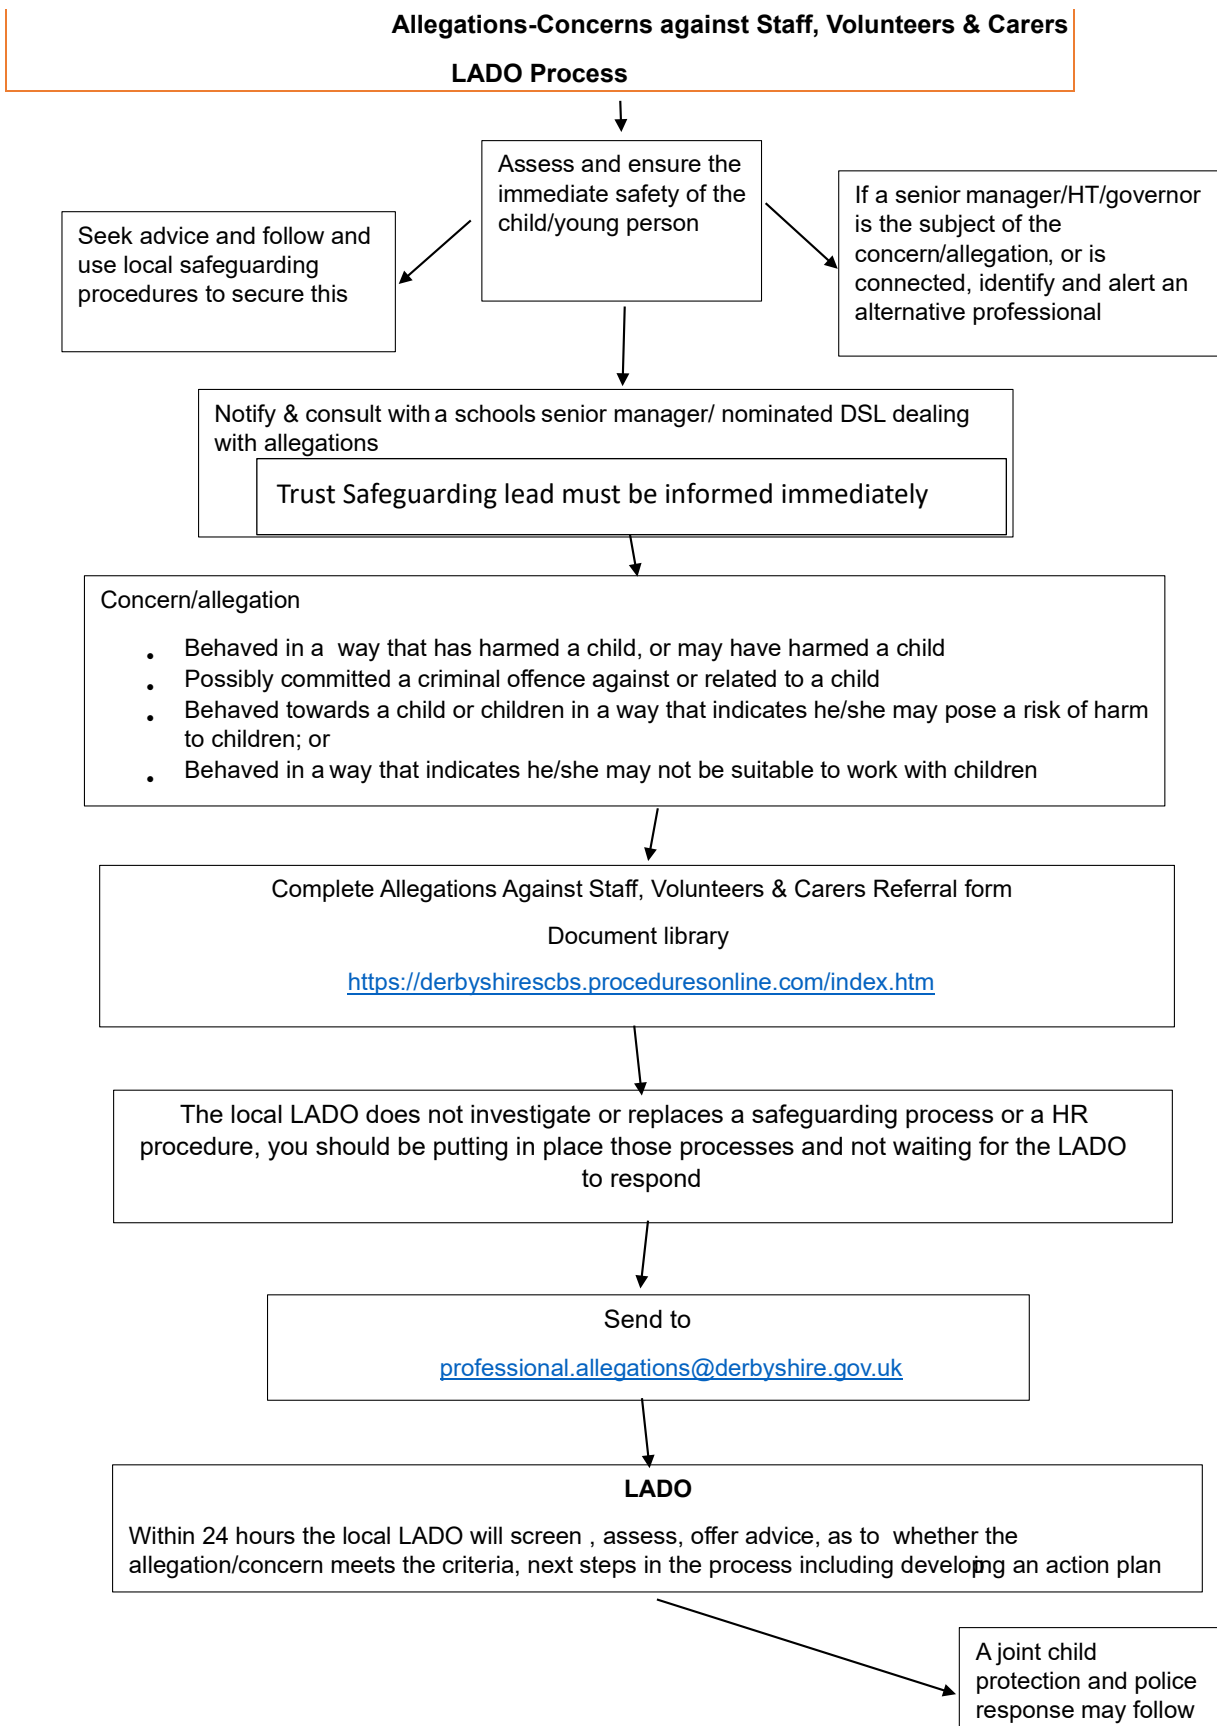 Allegations-Concerns against Staff, Volunteers & Carers
LADO Process
Assess and ensure the
immediate safety of the
child/young person
Seek advice and follow and
use local safeguarding
procedures to secure this
If a senior manager/HT/governor
is the subject of the
concern/allegation, or is
connected, identify and alert an
alternative professional
Notify & consult with a schools senior manager/ nominated DSL dealing
with allegations
Trust Safeguarding lead must be informed immediately
Concern/allegation
• Behaved in a way that has harmed a child, or may have harmed a child
• Possibly committed a criminal offence against or related to a child
• Behaved towards a child or children in a way that indicates he/she may pose a risk of harm
to children; or
• Behaved in a way that indicates he/she may not be suitable to work with children
Complete Allegations Against Staff, Volunteers & Carers Referral form
Document library
https://derbyshirescbs.proceduresonline.com/index.htm
The local LADO does not investigate or replaces a safeguarding process or a HR
procedure, you should be putting in place those processes and not waiting for the LADO
to respond
Send to
professional.allegations@derbyshire.gov.uk
LADO
Within 24 hours the local LADO will screen , assess, offer advice, as to whether the
allegation/concern meets the criteria, next steps in the process including developing an action plan
A joint child
protection and police
response may follow